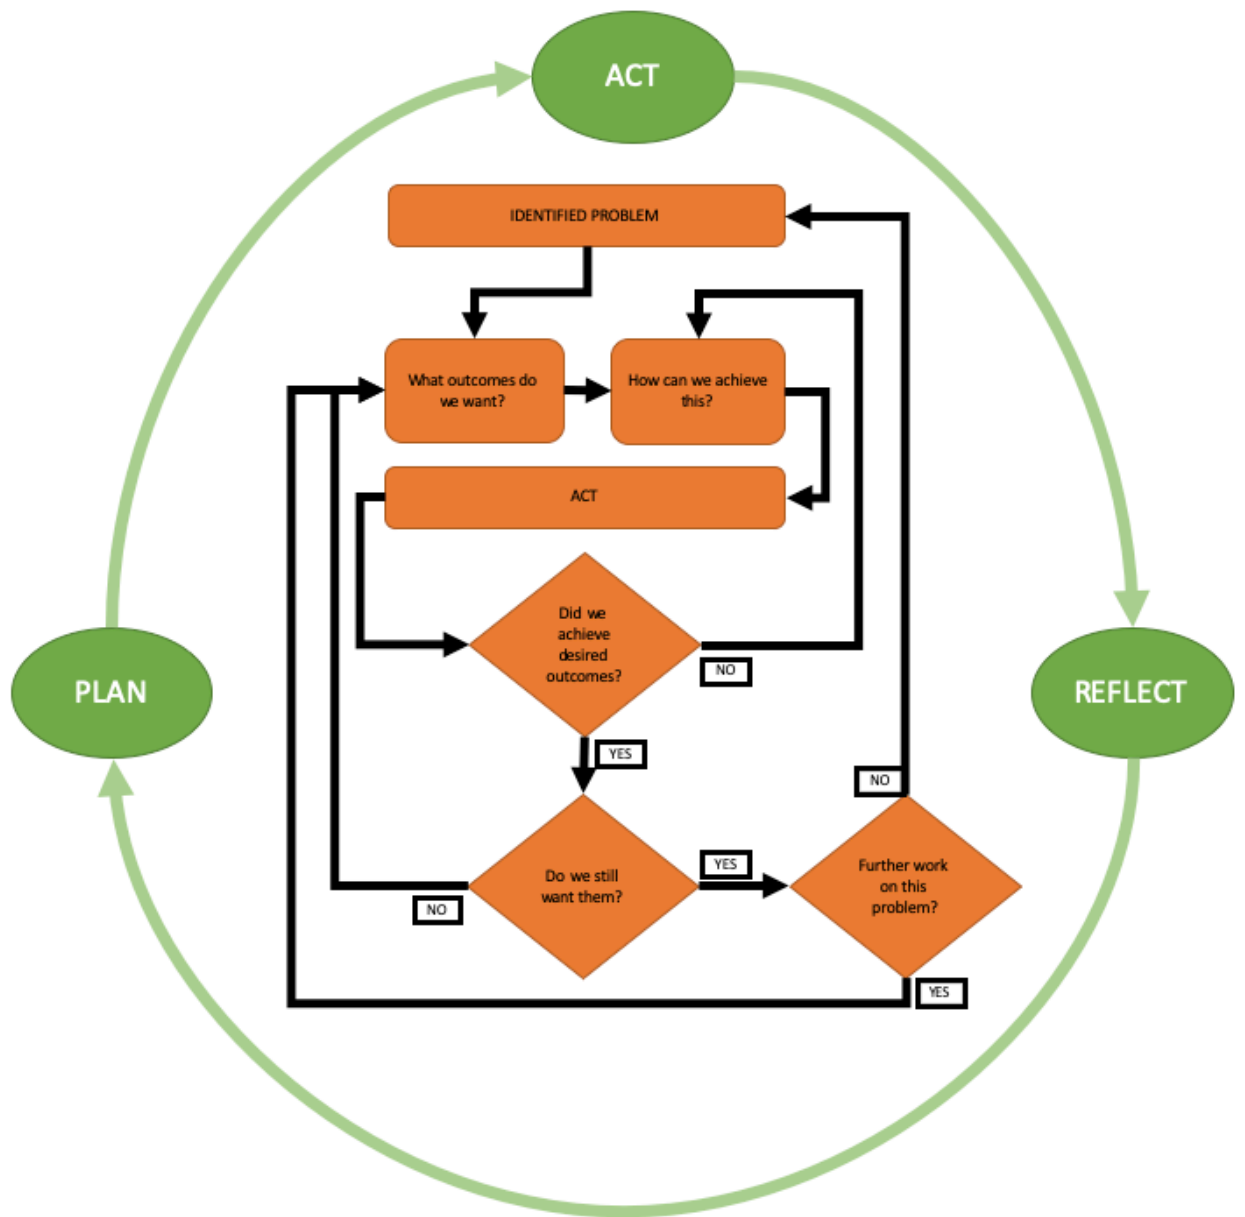 ACT
IDENTIFIED PROBLEM
What outcomes do
we want?
How can we achieve
this?
ACT
Did we
achieve
desired
outcomes?
NO
PLAN
REFLECT
YES
NO
Do we still
want them?
YES
Further work
on this
problem?
NO
YES